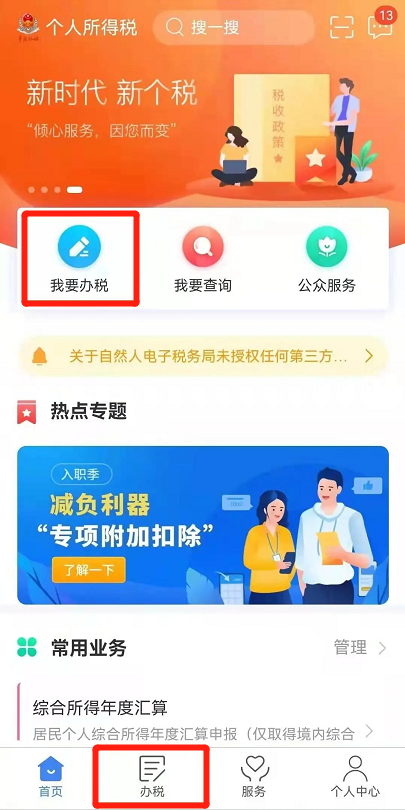 个人所得税
搜一搜
13
新时代 新个税
“倾心服务，因您而变”
税收政策
我要办税
我要查询
公众服务
关于自然人电子税务局未授权任何第三方...
热点专题
入职季
减负利器
“专项附加扣除”
了解一下
常用业务
管理
综合所得年度汇算
居民个人综合所得年度汇算申报（仅取得境内综合
首页
办税
服务
个人中心